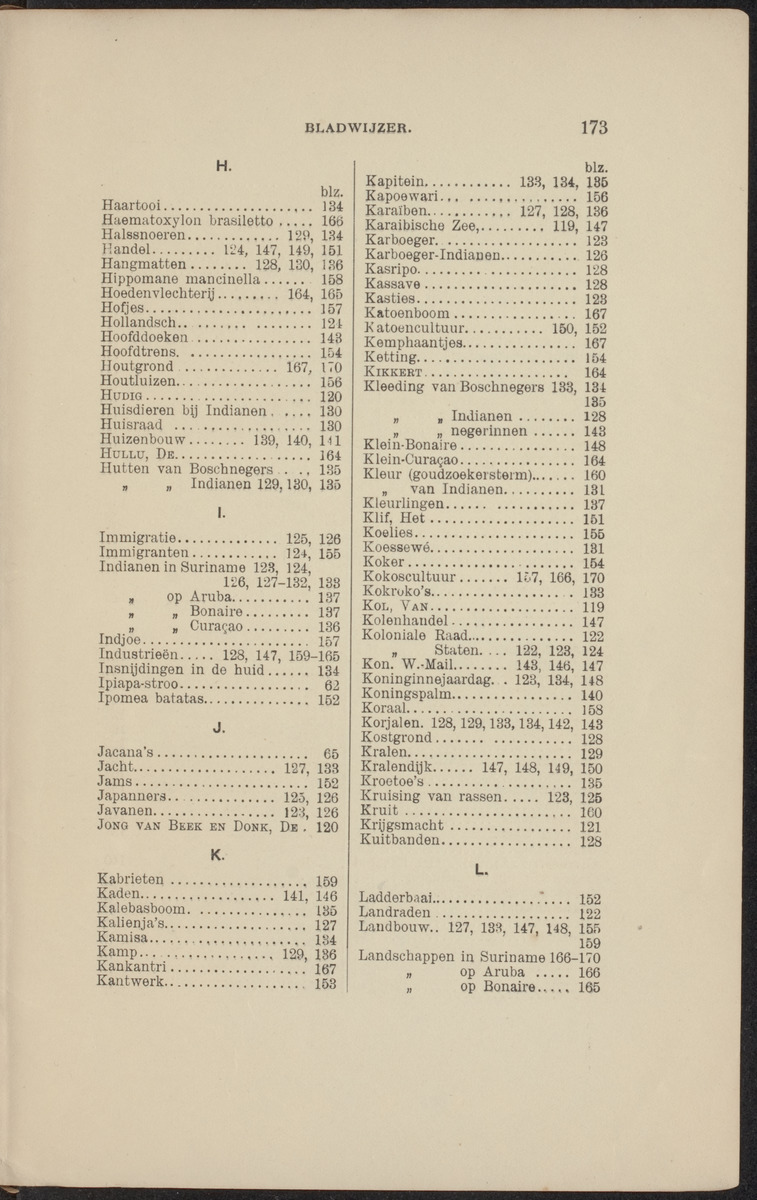 BLADWIJZER. 173
H.
blz.
Haartooi.................... 134
Haematoxylon brasiletto ..... 166
Halssnoeren............. 129, 134
Handel......... 124, 147, 149, 151
Hangmatten ........ 128, 130, 136
Hippomane mancinella ...... 158
Hoedenvlechterij......... 164, 165
Hofjes....................... 157
Hollandsch.................. 124
Hoofddoeken ................ 143
Hoofdtrens. ................. 154
Houtgrond ............. 167, 170
Houtluizen................... 156
HUDIG ...................... 120
Huisdieren bij Indianen ..... 130
Huisraad .................... 130
Huizenbouw ........ 139, 140, 141
HULLU, DE................... 164
Hutten van Boschnegers .... 135
„ „ Indianen 129, 130, 135
I.
Immigratie.............. 125, 126
Immigranten ............ 124, 155
Indianen in Suriname 123, 124,
126, 127-132, 133
„ op Aruba........... 137
„ „ Bonaire......... 137
„ „ Curaçao......... 136
Indjoe....................... 157
Industrieën..... 128, 147, 159-165
Insnijdingen in de huid...... 134
Ipiapa-stroo.................. 62
Ipomea batatas.............. 152
J.
Jacana's ..................... 65
Jacht.................... 127, 133
Jams ........................ 152
Japanners............... 125, 126
Javanen................. 123, 126
JONG VAN BEEK EN DONK, DE . 120
K.
Kabrieten ................... 159
Kaden................... 141, 146
Kalebasboom. ............... 135
Kalienja's.................... 127
Kamisa...................... 134
Kamp................... 129, 136
Kankantri ................... 167
Kantwerk.................... 153
blz.
Kapitein............ 133, 134, 135
Kapoewari... ............... 156
Karaïben............ 127, 128, 136
Karaibische Zee,......... 119, 147
Karboeger. .................. 123
Karboeger-Indianen........... 126
Kasripo...................... 128
Kassave ..................... 128
Kasties...................... 123
Katoenboom ................. 167
Katoencultuur........... 150, 152
Kemphaantjes................ 167
Ketting...................... 154
KIKKERT.................... 164
Kleeding van Boschnegers 133, 134
135
„ „ Indianen ........ 128
„ „ negerinnen ...... 143
Klein-Bonaire ................ 148
Klein-Curaçao................ 164
Kleur (goudzoekersterm)...... 160
„ van Indianen.......... 131
Kleurlingen...... ............ 137
Klif, Het .................... 151
Koelies...................... 155
Koessewé.................... 131
Koker ....................... 154
Kokoscultuur ....... 157, 166, 170
Kokroko's.................... 133
KOL, VAN................... 119
Kolenhandel ................. 147
Koloniale Raad............... 122
„ Staten.... 122, 123, 124
Kon. W.-Mail........ 143, 146, 147
Koninginnejaardag. . 123, 134, 148
Koningspalm................. 140
Koraal....................... 158
Korjalen. 128, 129, 133, 134, 142, 143
Kostgrond ................... 128
Kralen....................... 129
Kralendijk...... 147, 148, 149, 150
Kroetoe's .................... 135
Kruising van rassen..... 123, 125
Kruit ....................... 160
Krijgsmacht ................. 121
Kuitbanden.................. 128
L.
Ladderbaai................... 152
Landraden .................. 122
Landbouw.. 127, 133, 147, 148, 155
159
Landschappen in Suriname 166-170
„ op Aruba ..... 166
„ op Bonaire..... 165